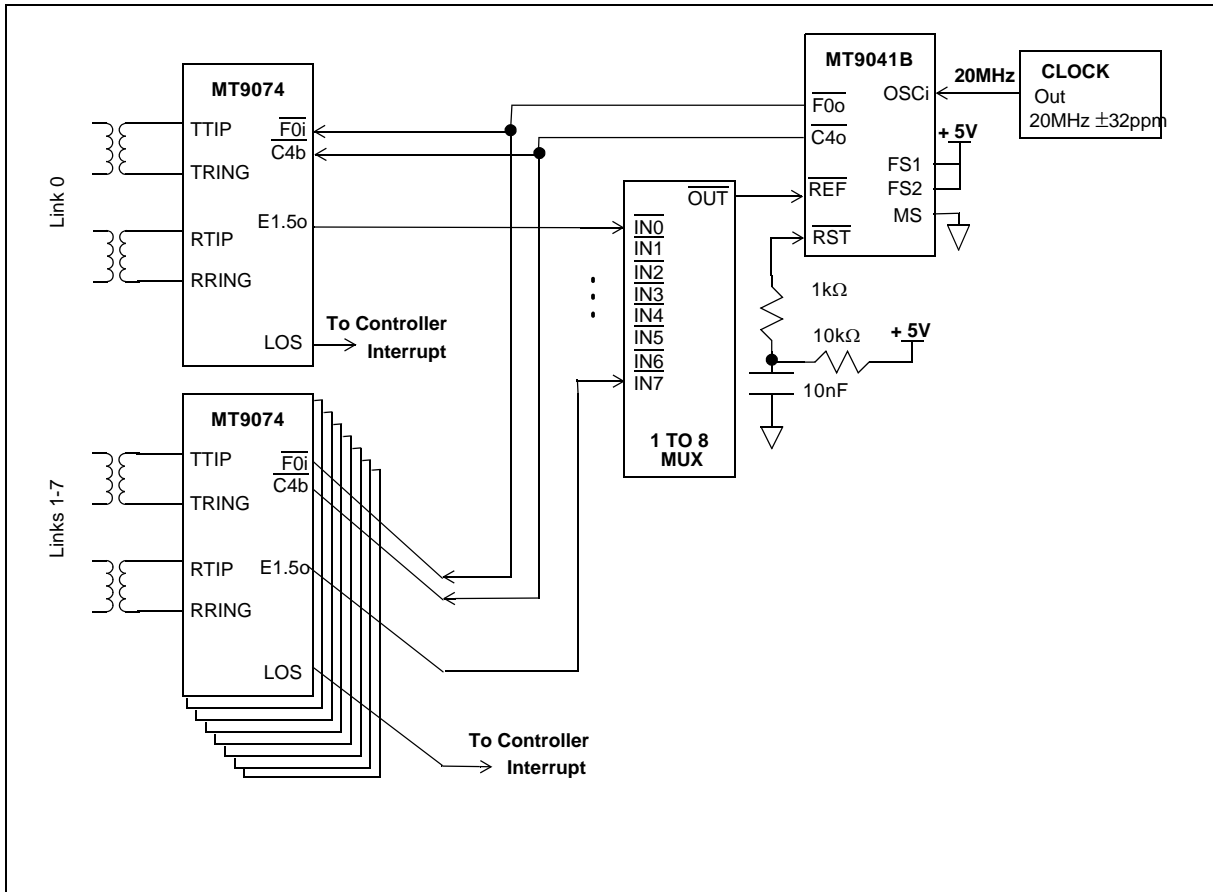 MT9074
TTIP
TRING
RTIP
RRING
F0i
C4b
E1.5o
LOS
Link 0
To Controller
Interrupt
MT9074
TTIP
TRING
RTIP
RRING
F0i
C4b
E1.5o
LOS
Links 1-7
To Controller
Interrupt
OUT
IN0
IN1
IN2
IN3
IN4
IN5
IN6
IN7
1 TO 8
MUX
MT9041B
F0o
C4o
REF
RST
OSCi
FS1
FS2
MS
20MHz
CLOCK
Out
20MHz ±32ppm
+ 5V
1kΩ
10kΩ
+ 5V
10nF